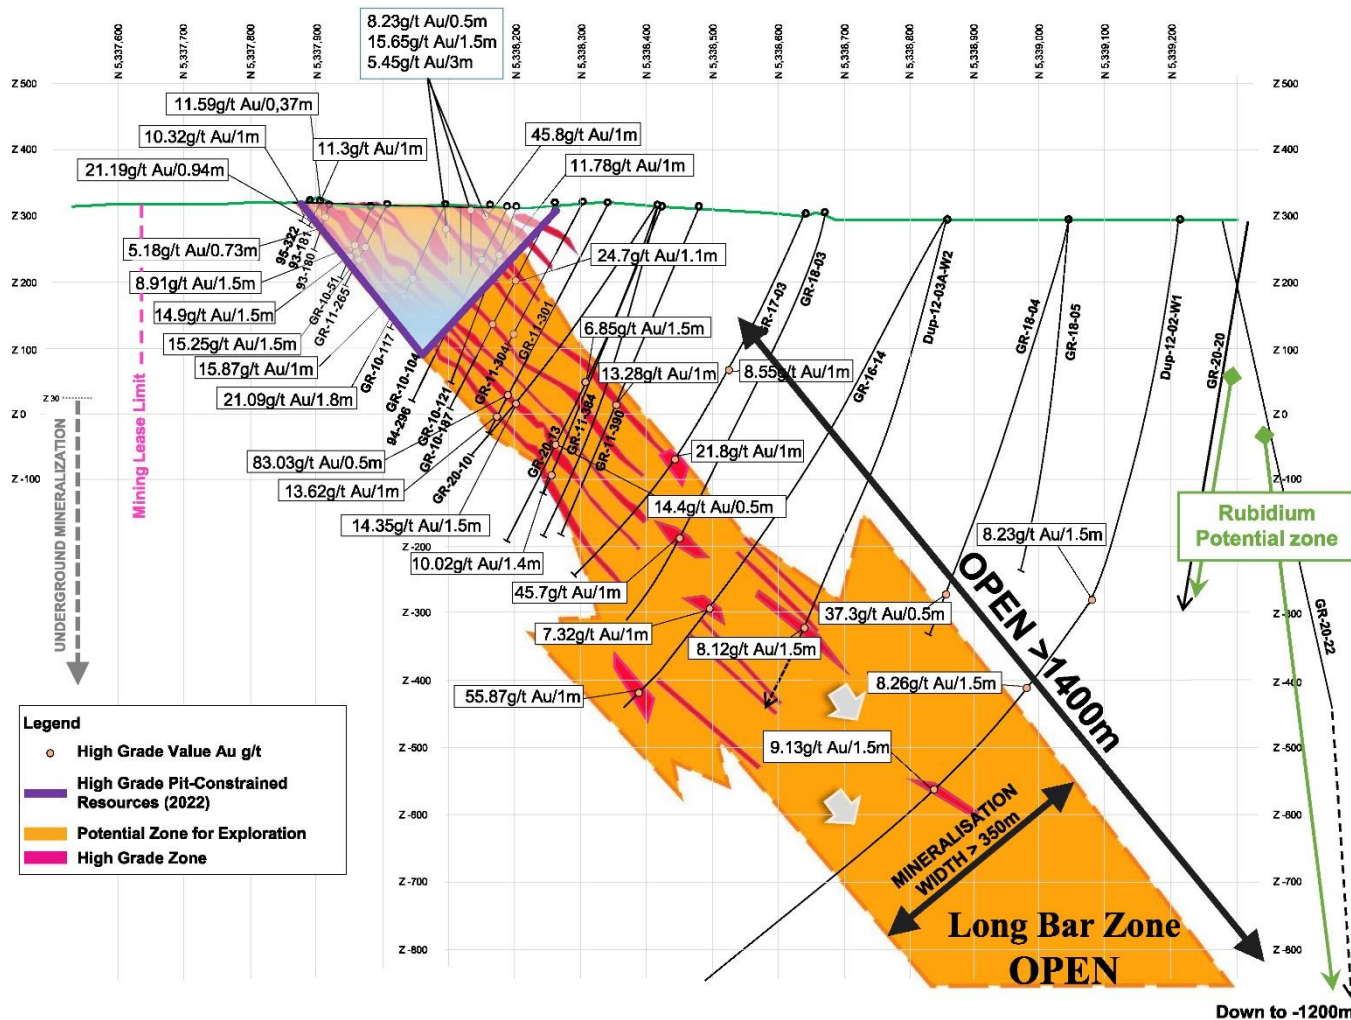 N 5,337,600
N 5,337,700
N 5,337,800
N 5,337,900
N 5,338,200
N 5,338,300
N 5,338,400
N 5,338,500
N 5,338,600
N 5,338,700
N 5,338,800
N 5,338,900
N 5,339,000
N 5,339,100
N 5,339,200
8.23g/t Au/0.5m
15.65g/t Au/1.5m
5.45g/t Au/3m
Z 500
Z 500
11.59g/t Au/0,37m
10.32g/t Au/1m
11.3g/t Au/1m
45.8g/t Au/1m
11.78g/t Au/1m
Z 400
Z 400
21.19g/t Au/0.94m
Z 300
Z 300
5.18g/t Au/0.73m
95-322
93-181
93-180
24.7g/t Au/1.1m
8.91g/t Au/1.5m
GR-10-51
GR-11-265
GR-17-03
GR-18-03
Dup-12-03A-W2
GR-18-04
GR-18-05
Dup-12-02-W1
GR-20-20
Z 200
Z 200
14.9g/t Au/1.5m
GR-11-301
6.85g/t Au/1.5m
15.25g/t Au/1.5m
Z 100
Z 100
15.87g/t Au/1m
GR-10-117
GR-10-104
GR-11-304
13.28g/t Au/1m
8.55g/t Au/1m
GR-16-14
21.09g/t Au/1.8m
94-296
GR-10-121
GR-10-187
GR-11-384
GR-11-390
Z 30
Z 0
Z 0
83.03g/t Au/0.5m
GR-20-10
GR-20-13
21.8g/t Au/1m
Mining Lease Limit
UNDERGROUND MINERALIZATION
13.62g/t Au/1m
Z -100
Z -100
14.4g/t Au/0.5m
14.35g/t Au/1.5m
Rubidium
Potential zone
8.23g/t Au/1.5m
Z -200
10.02g/t Au/1.4m
45.7g/t Au/1m
OPEN >1400m
Z -300
Z -300
37.3g/t Au/0.5m
7.32g/t Au/1m
8.12g/t Au/1.5m
GR-20-22
Z -400
Z -400
8.26g/t Au/1.5m
55.87g/t Au/1m
Legend
High Grade Value Au g/t
High Grade Pit-Constrained
Resources (2022)
Potential Zone for Exploration
High Grade Zone
Z -500
Z -500
9.13g/t Au/1.5m
Z -600
Z -600
MINERALISATION
WIDTH > 350m
Z -700
Z -700
Long Bar Zone
OPEN
Z -800
Z -800
Down to -1200m